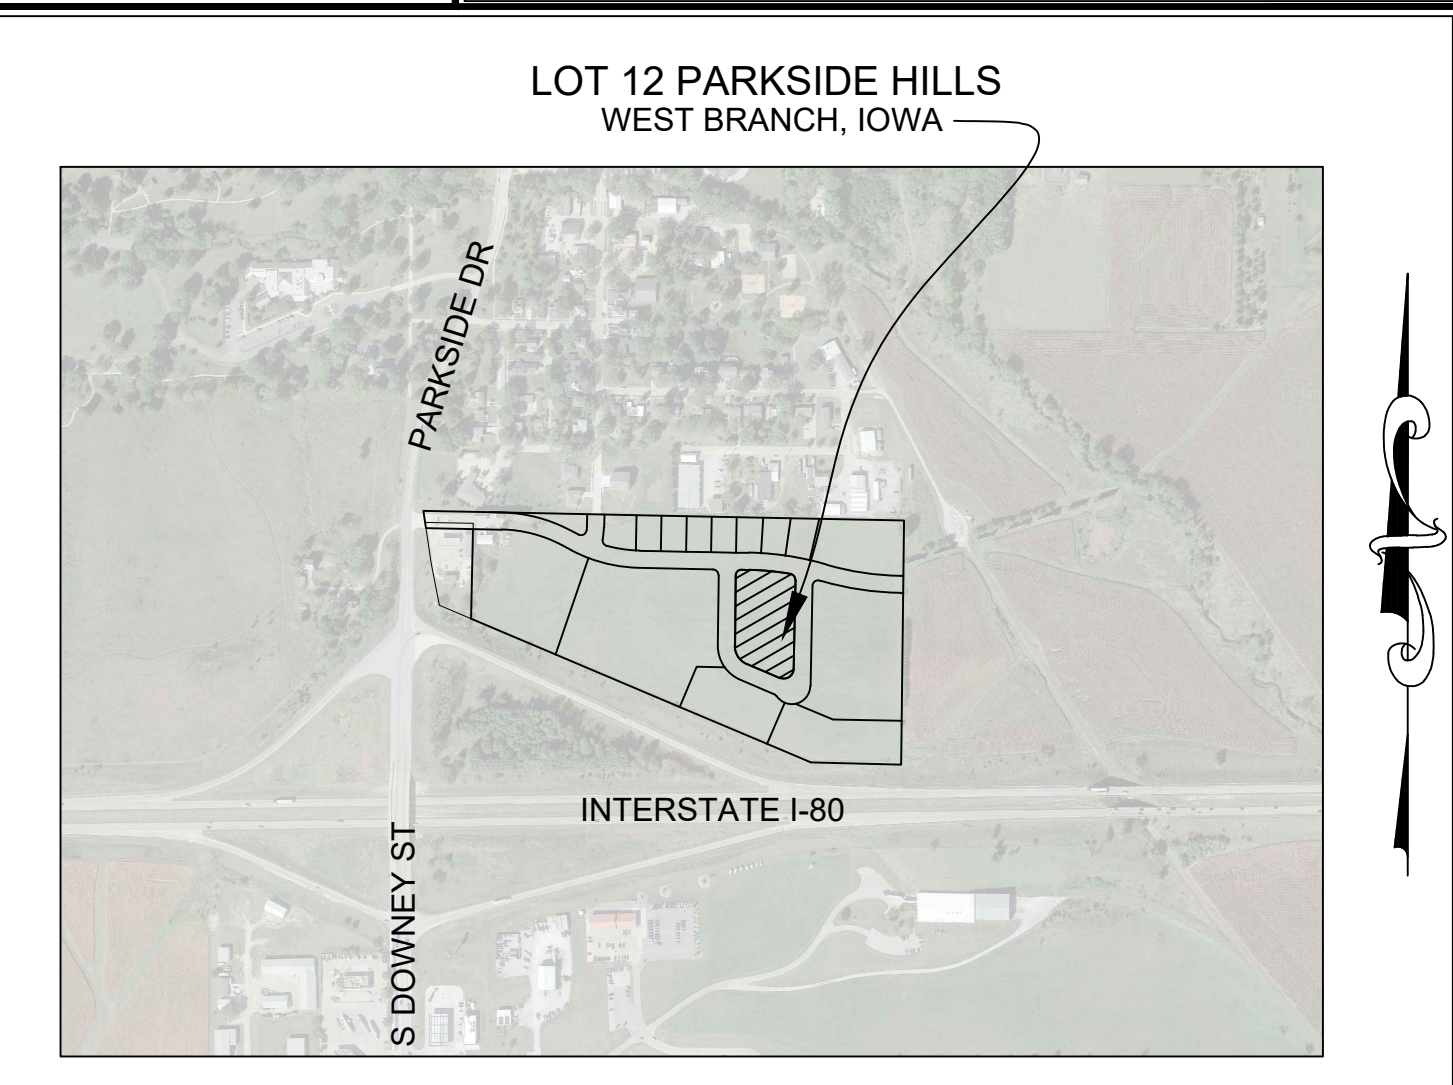 LOT 12 PARKSIDE HILLS
WEST BRANCH, IOWA
PARKSIDE DR
INTERSTATE I-80
S DOWNEY ST